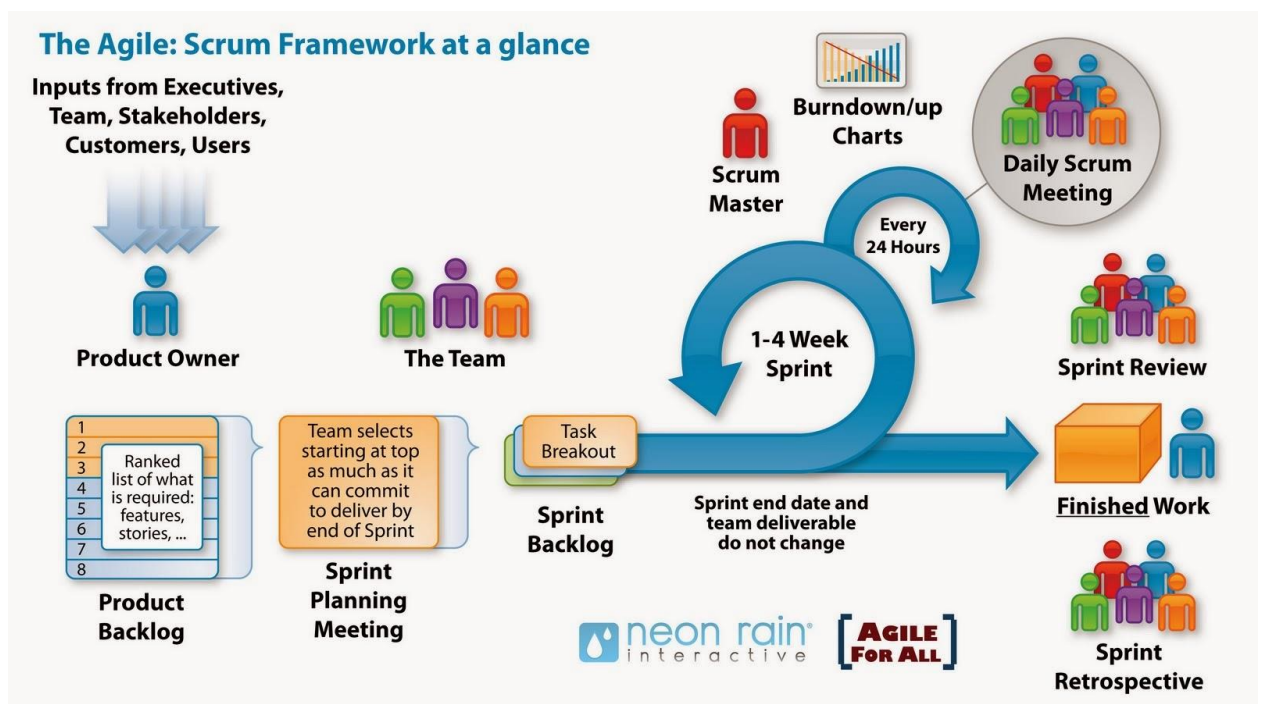 The Agile: Scrum Framework at a glance
Inputs from Executives,
Team, Stakeholders,
Customers, Users
Product Owner
The Team
Scrum
Master
Burndown/up
Charts
Daily Scrum
Meeting
Every
24 Hours
1-4 Week
Sprint
Sprint Review
1
2
3
4
5
6
7
8
Ranked
list of what
is required:
features,
stories, ...
Product
Backlog
Team selects
starting at top
as much as it
can commit
to deliver by
end of Sprint
Sprint
Planning
Meeting
Task
Breakout
Sprint
Backlog
Sprint end date and
team deliverable
do not change
Finished Work
Sprint
Retrospective
neon rain®
interactive
AGILE
FOR ALL